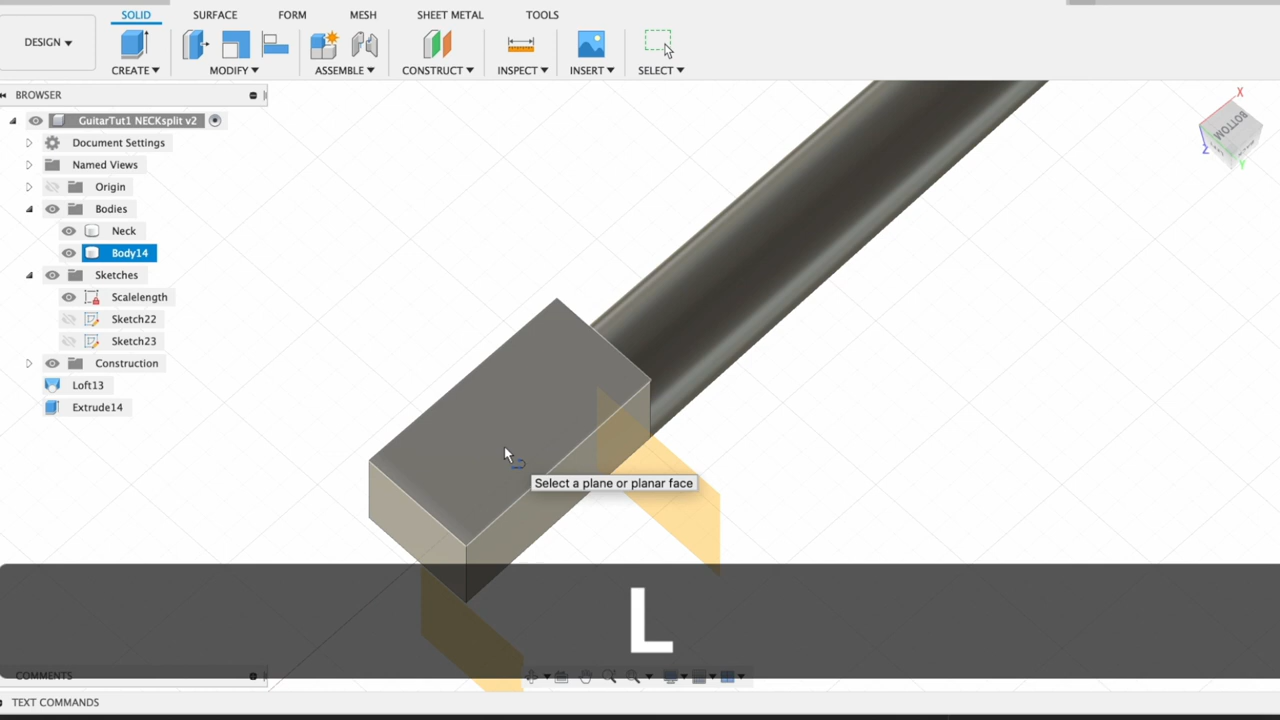 SOLID SURFACE FORM MESH SHEET METAL TOOLS
DESIGN
CREATE MODIFY ASSEMBLE CONSTRUCT INSPECT INSERT SELECT
BROWSER
GuitarTut1 NECKsplit v2
Document Settings
Named Views
Origin
Bodies
Neck
Body14
Sketches
Scalelength
Sketch22
Sketch23
Construction
Loft13
Extrude14
X
BOTTOM
Z
Y
Select a plane or planar face
L
COMMENTS
TEXT COMMANDS